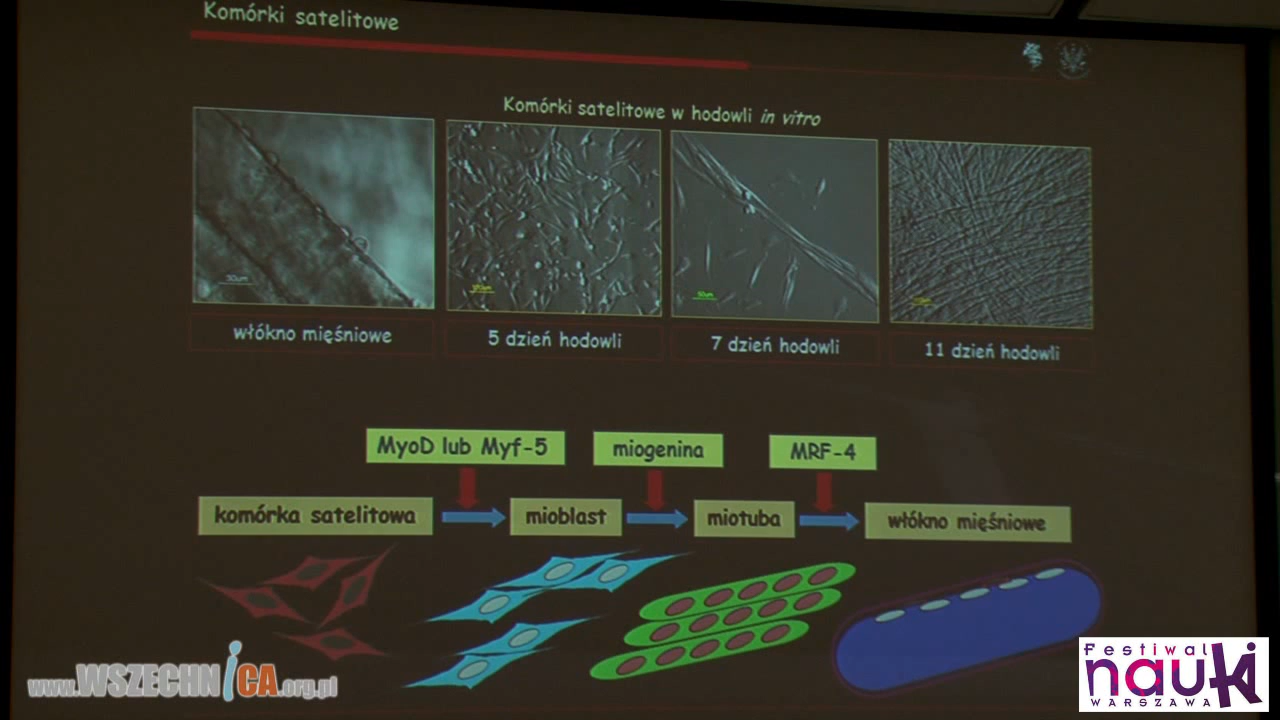 Komórki satelitowe
Komórki satelitowe w hodowli in vitro
30µm
50µm
włókno mięśniowe
5 dzień hodowli
7 dzień hodowli
11 dzień hodowli
MyoD lub Myf-5
miogenina
MRF-4
komórka satelitowa
mioblast
miotuba
włókno mięśniowe
www.WSZECHNiCA.org.pl
Festiwal
nauki
WARSZAWA